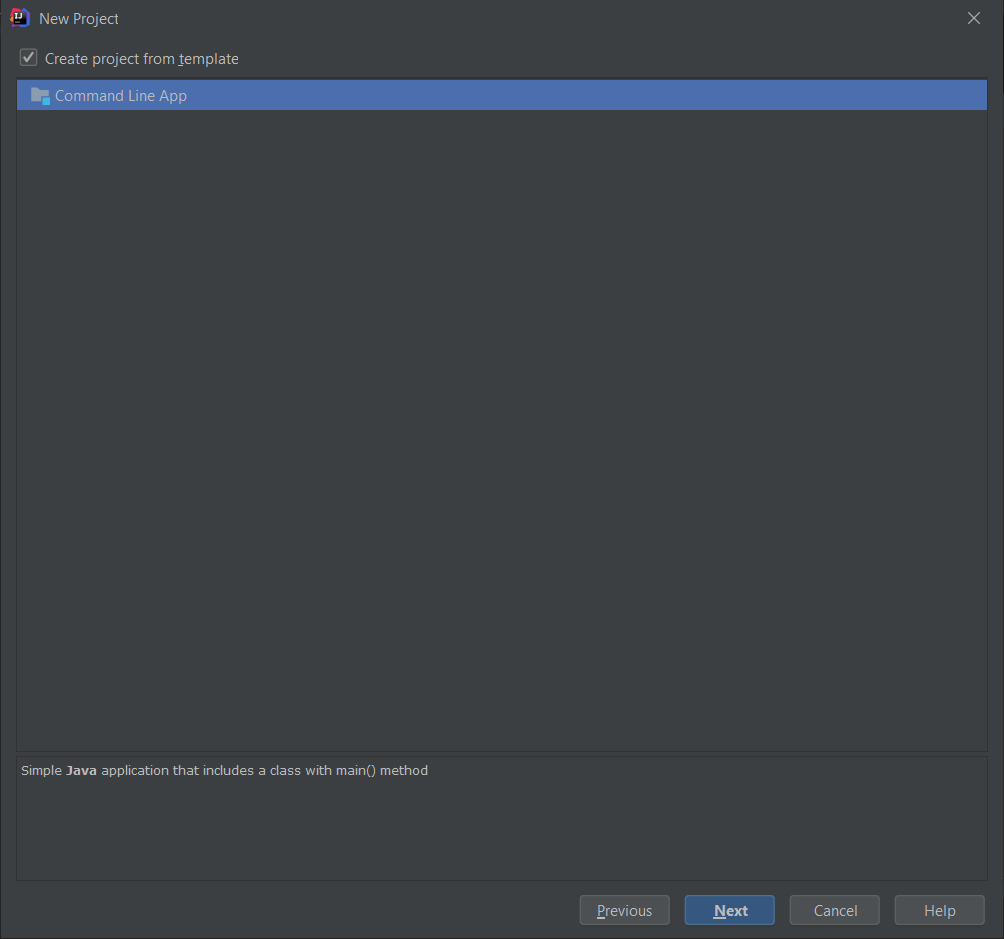 New Project
Create project from template
Command Line App
Simple Java application that includes a class with main() method
Previous Next Cancel Help